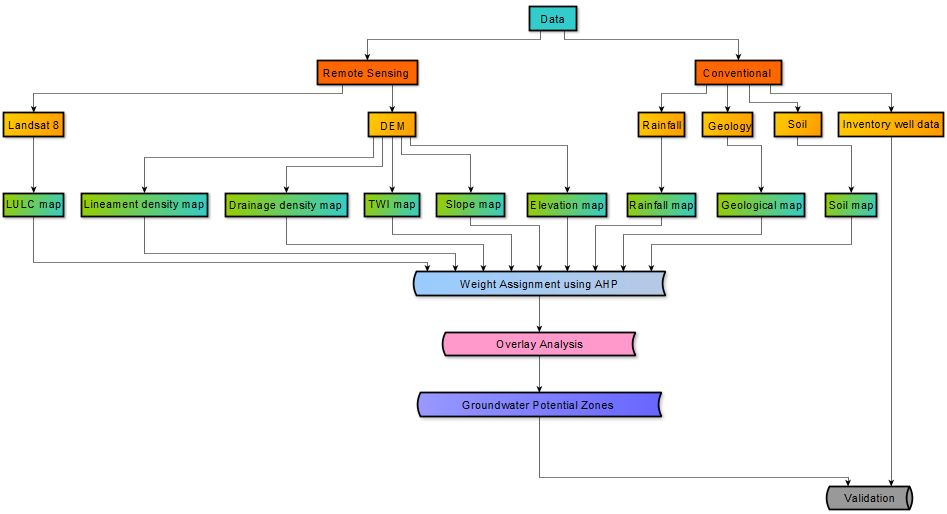 Data
Remote Sensing
Conventional
Landsat 8
DEM
Rainfall
Geology
Soil
Inventory well data
LULC map
Lineament density map
Drainage density map
TWI map
Slope map
Elevation map
Rainfall map
Geological map
Soil map
Weight Assignment using AHP
Overlay Analysis
Groundwater Potential Zones
Validation